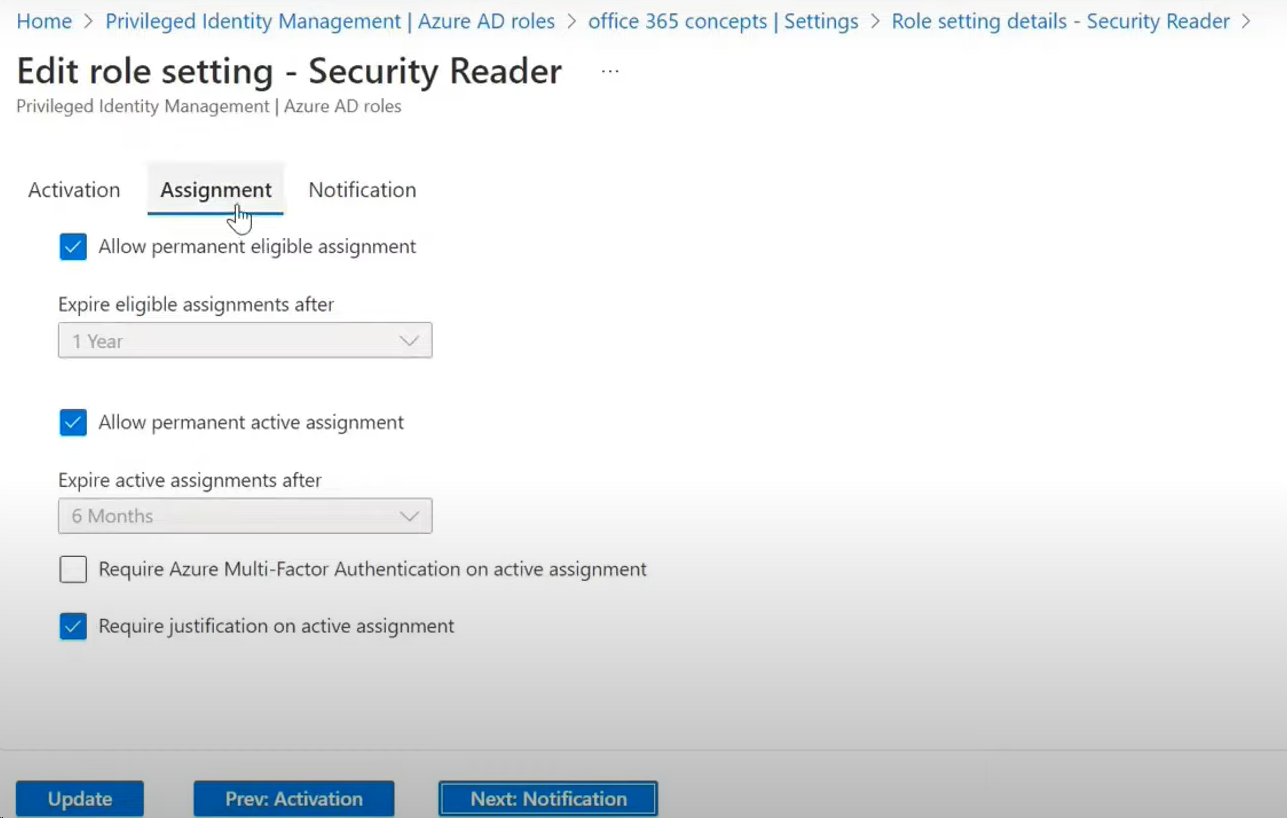 Home > Privileged Identity Management | Azure AD roles > office 365 concepts | Settings > Role setting details - Security Reader >
Edit role setting - Security Reader ...
Privileged Identity Management | Azure AD roles
Activation Assignment Notification
Allow permanent eligible assignment
Expire eligible assignments after
1 Year
Allow permanent active assignment
Expire active assignments after
6 Months
Require Azure Multi-Factor Authentication on active assignment
Require justification on active assignment
Update Prev: Activation Next: Notification